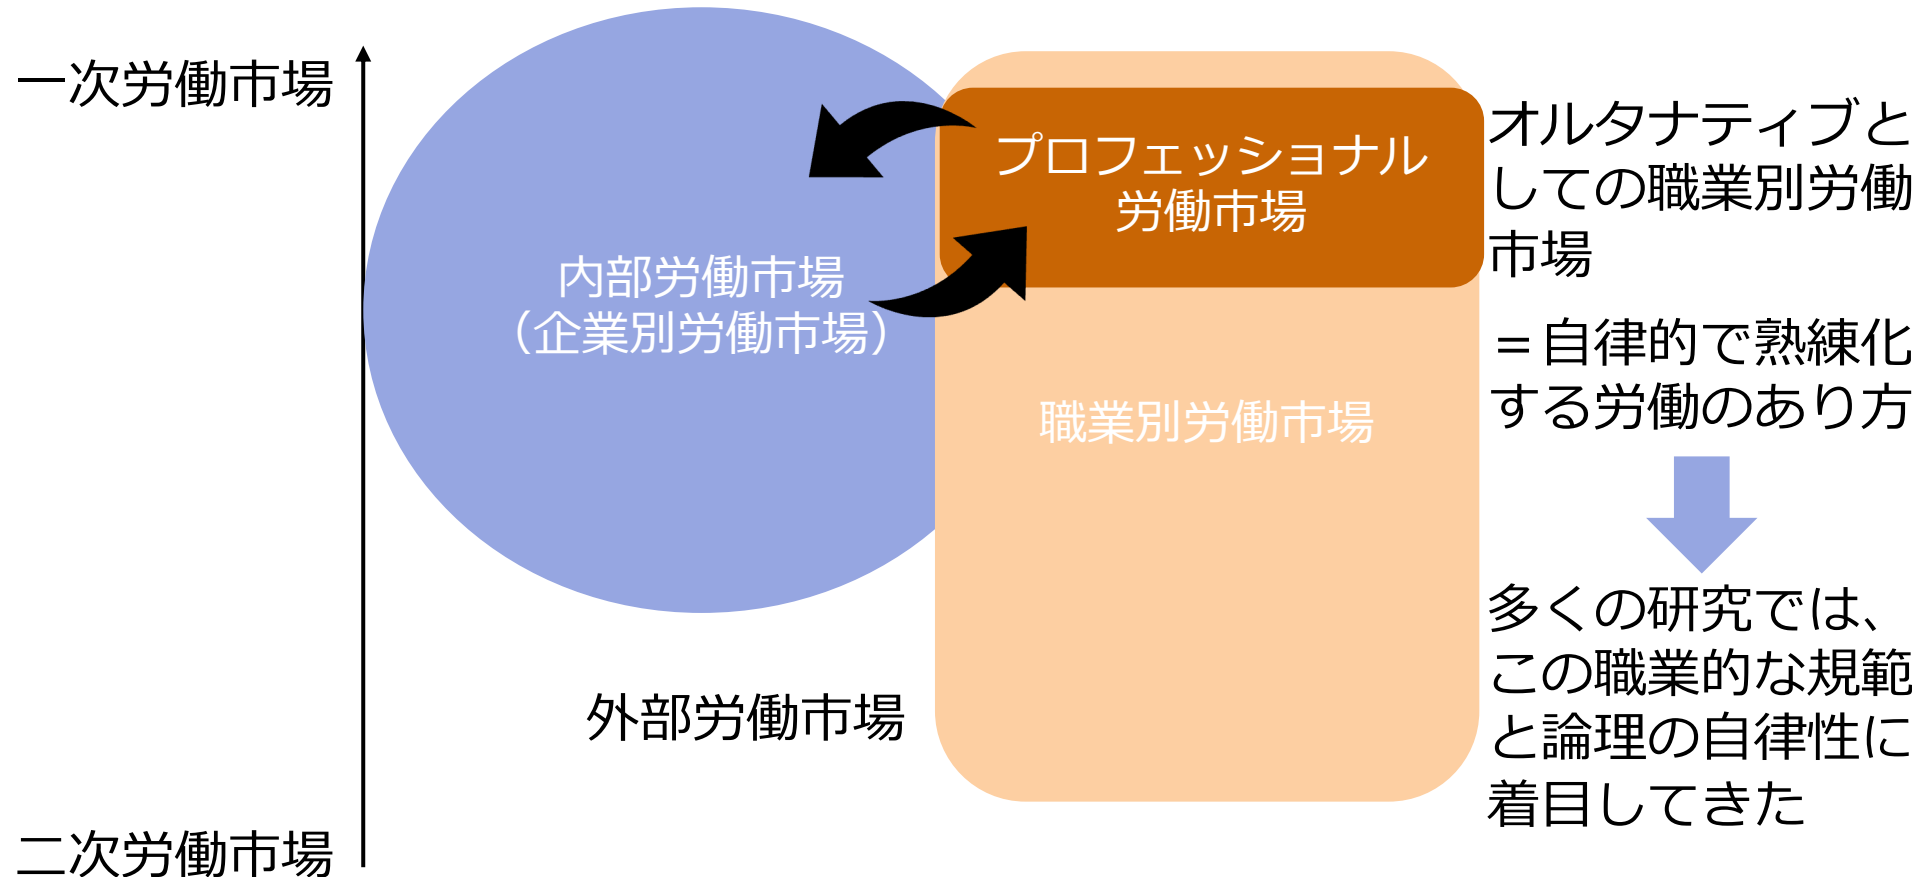 一次労働市場
プロフェッショナル
労働市場
内部労働市場
（企業別労働市場）
職業別労働市場
外部労働市場
二次労働市場
オルタナティブと
しての職業別労働
市場
＝自律的で熟練化
する労働のあり方
多くの研究では、
この職業的な規範
と論理の自律性に
着目してきた